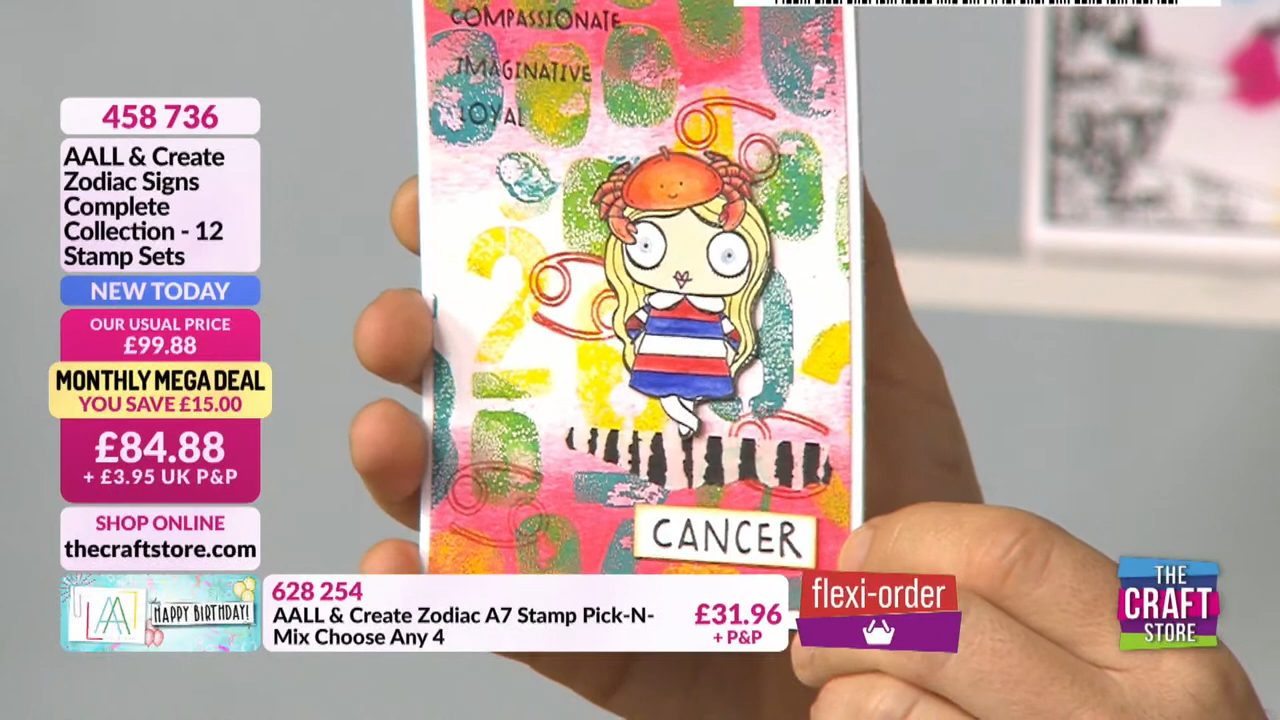 COMPASSIONATE
IMAGINATIVE
LOYAL
458 736
AALL & Create
Zodiac Signs
Complete
Collection - 12
Stamp Sets
NEW TODAY
OUR USUAL PRICE
£99.88
MONTHLY MEGA DEAL
YOU SAVE £15.00
£84.88
+ £3.95 UK P&P
SHOP ONLINE
thecraftstore.com
CANCER
HAPPY BIRTHDAY!
628 254
AALL & Create Zodiac A7 Stamp Pick-N-
Mix Choose Any 4
£31.96
+ P&P
flexi-order
THE
CRAFT
STORE